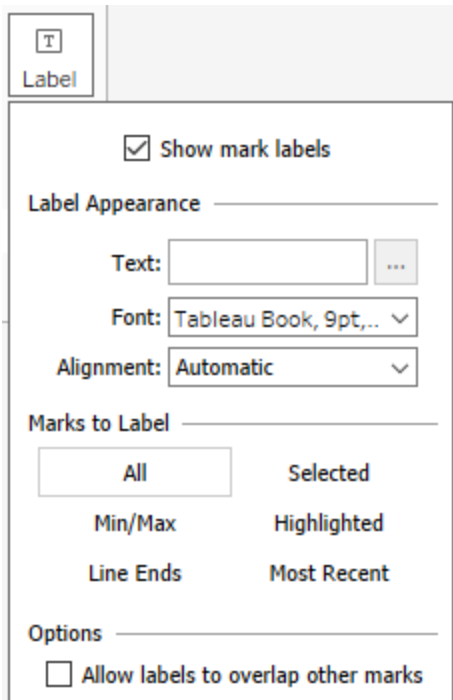 T
Label
Show mark labels
Label Appearance
Text: ...
Font: Tableau Book, 9pt,..
Alignment: Automatic
Marks to Label
All Selected
Min/Max Highlighted
Line Ends Most Recent
Options
Allow labels to overlap other marks